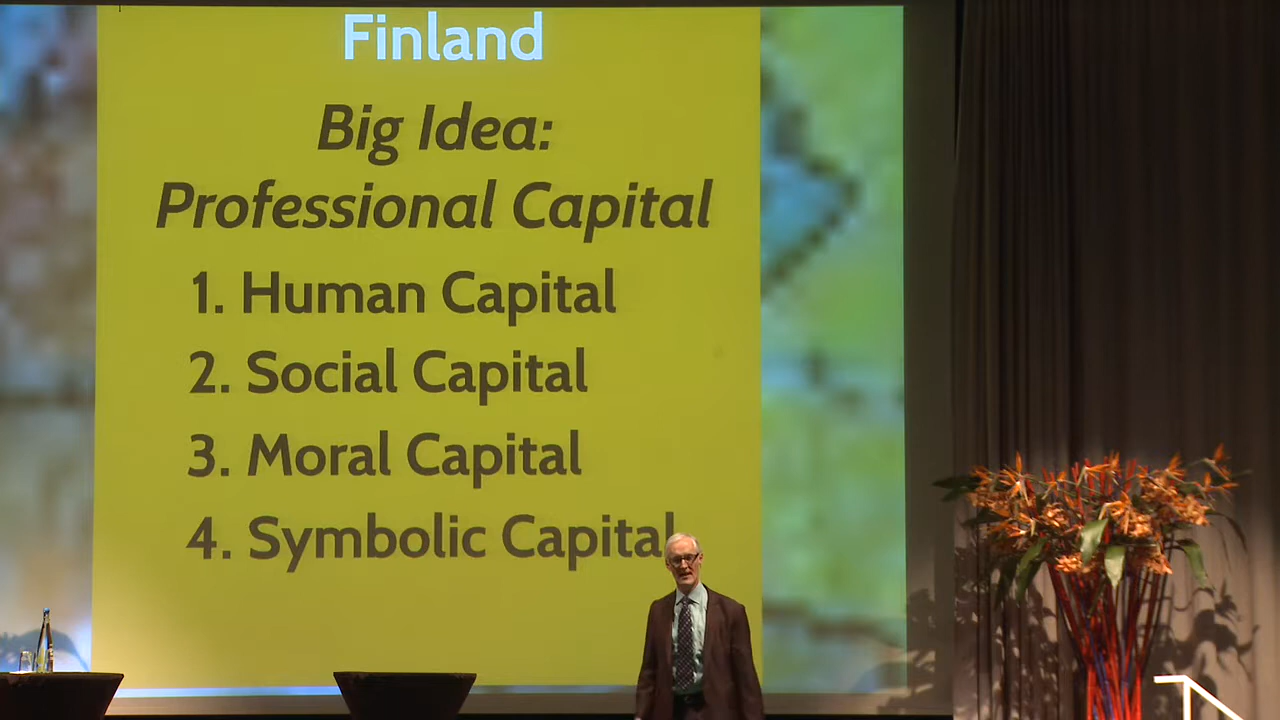 Finland
Big Idea:
Professional Capital
1. Human Capital
2. Social Capital
3. Moral Capital
4. Symbolic Capital